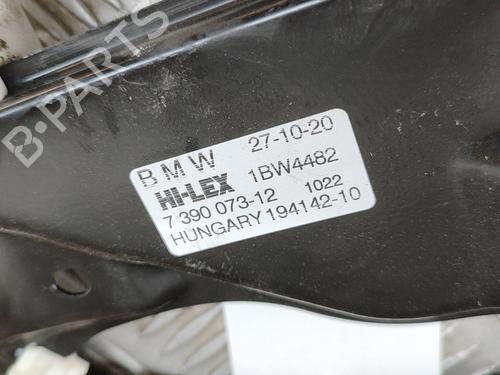 B-PARTS
BMW 27-10-20
HI-LEX 1BW4482
7 390 073-12 1022
HUNGARY 194142-10